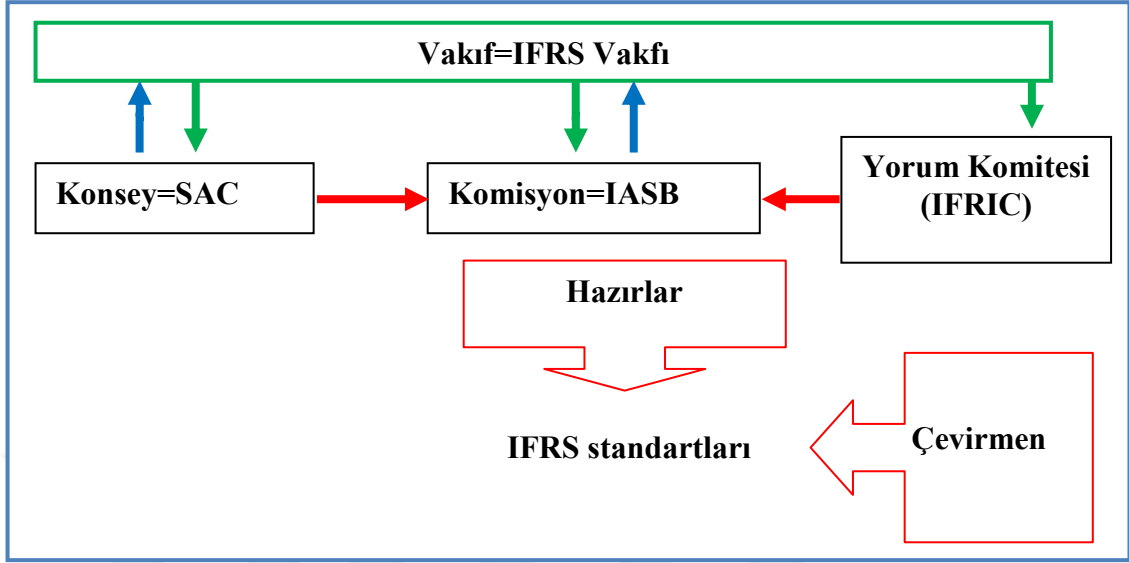 Vakıf=IFRS Vakfı
Konsey=SAC
Komisyon=IASB
Yorum Komitesi
(IFRIC)
Hazırlar
IFRS standartları
Çevirmen